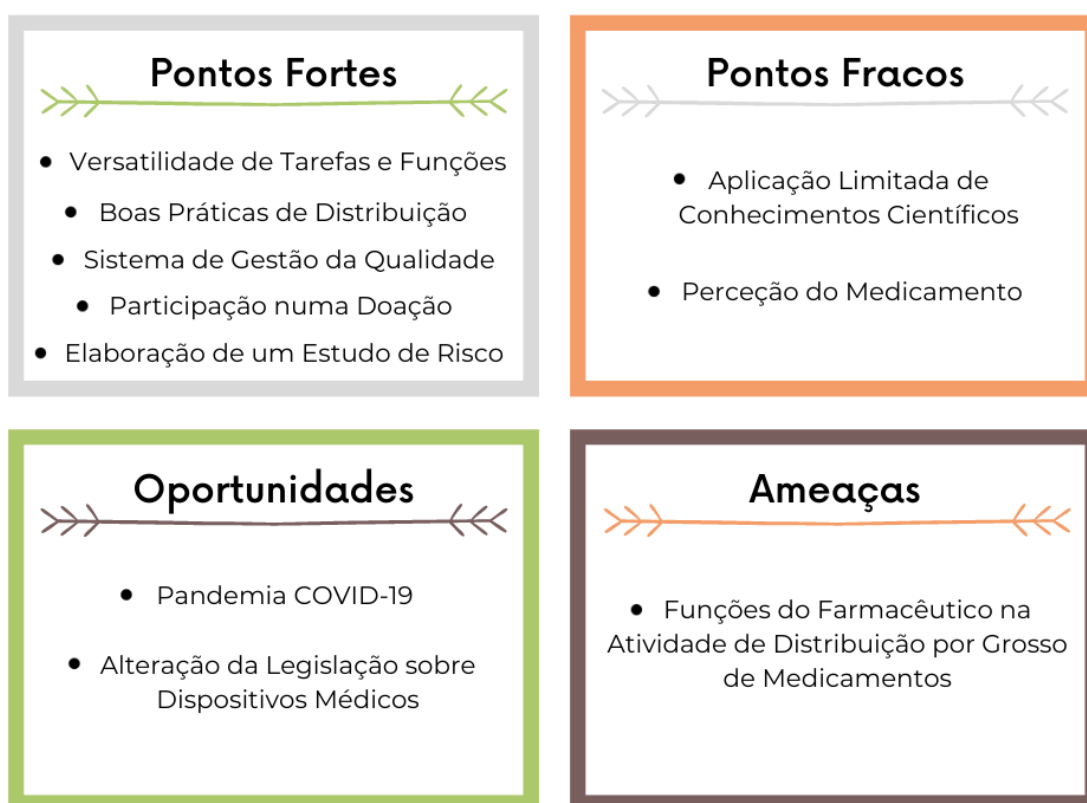 Pontos Fortes
• Versatilidade de Tarefas e Funções
• Boas Práticas de Distribuição
• Sistema de Gestão da Qualidade
• Participação numa Doação
• Elaboração de um Estudo de Risco
Pontos Fracos
• Aplicação Limitada de
Conhecimentos Científicos
• Perceção do Medicamento
Oportunidades
• Pandemia COVID-19
• Alteração da Legislação sobre
Dispositivos Médicos
Ameaças
• Funções do Farmacêutico na
Atividade de Distribuição por Grosso
de Medicamentos